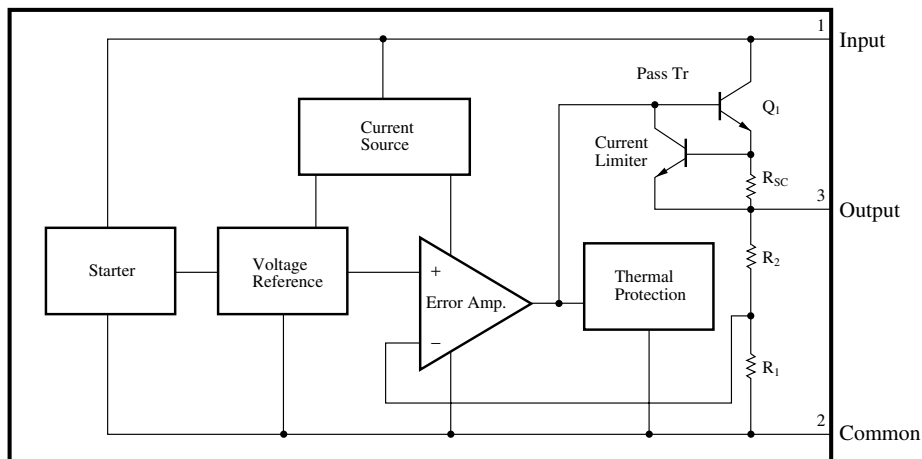 1
Input
Pass Tr
Q1
Current
Source
Current
Limiter
RSC
3
Output
Starter
Voltage
Reference
+
Error Amp.
−
Thermal
Protection
R2
R1
2
Common